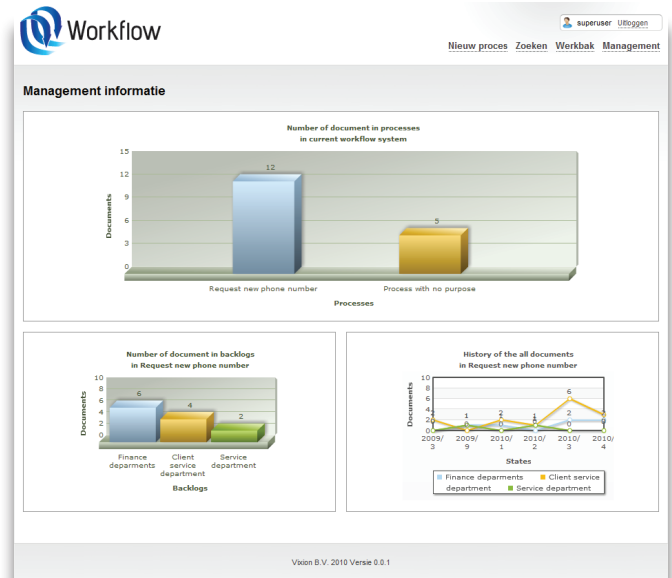 Workflow
superuser Uitloggen
Nieuw proces Zoeken Werkbak Management
Management informatie
Number of document in processes
in current workflow system
15
12
9
6
3
0
Documents
12
5
Request new phone number Process with no purpose
Processes
Number of document in backlogs
in Request new phone number
10
8
6
4
2
0
Documents
6
4
2
Finance deparments
Client service department
Service department
Backlogs
History of the all documents
in Request new phone number
10
8
6
4
2
0
Documents
1
2
1
6
2
2009/3 2009/9 2010/1 2010/2 2010/3 2010/4
States
Finance deparments Client service
department Service department
Vixion B.V. 2010 Versie 0.0.1